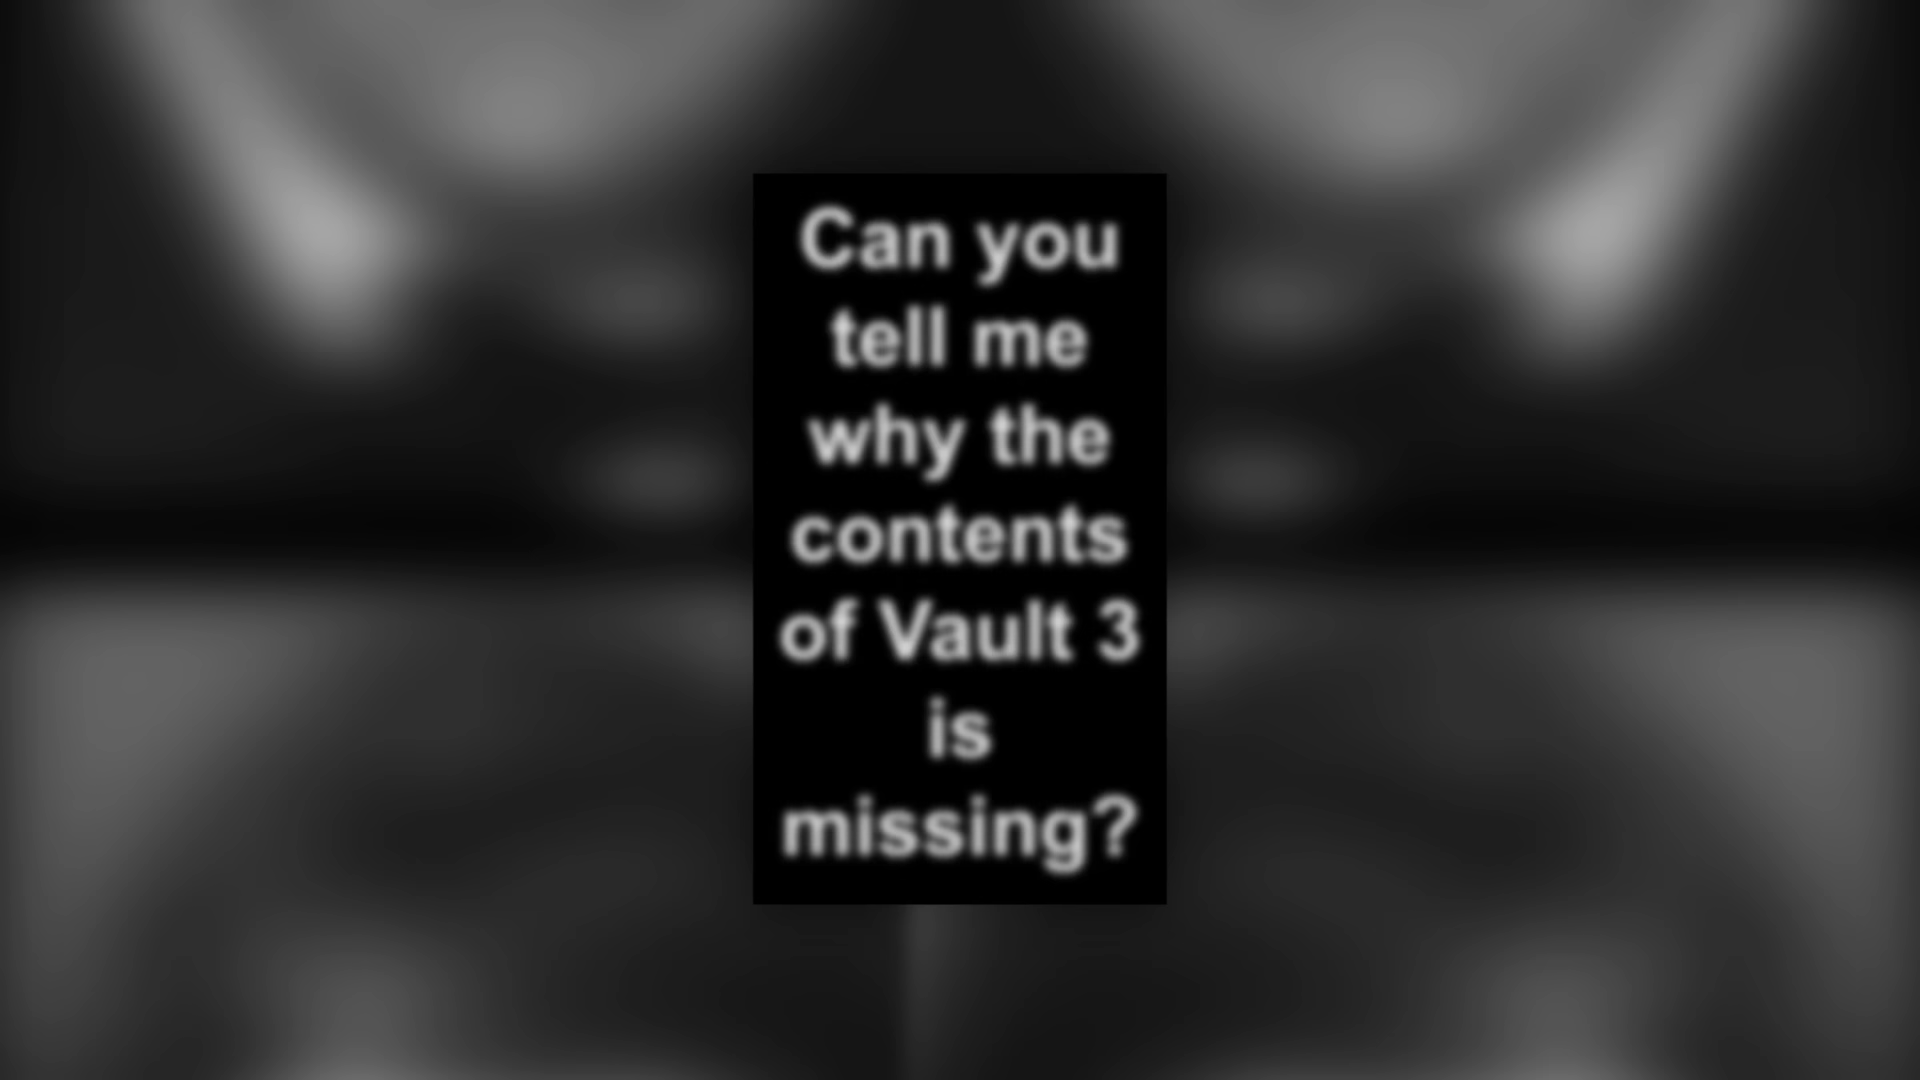 Can you
tell me
why the
contents
of Vault 3
is
missing?